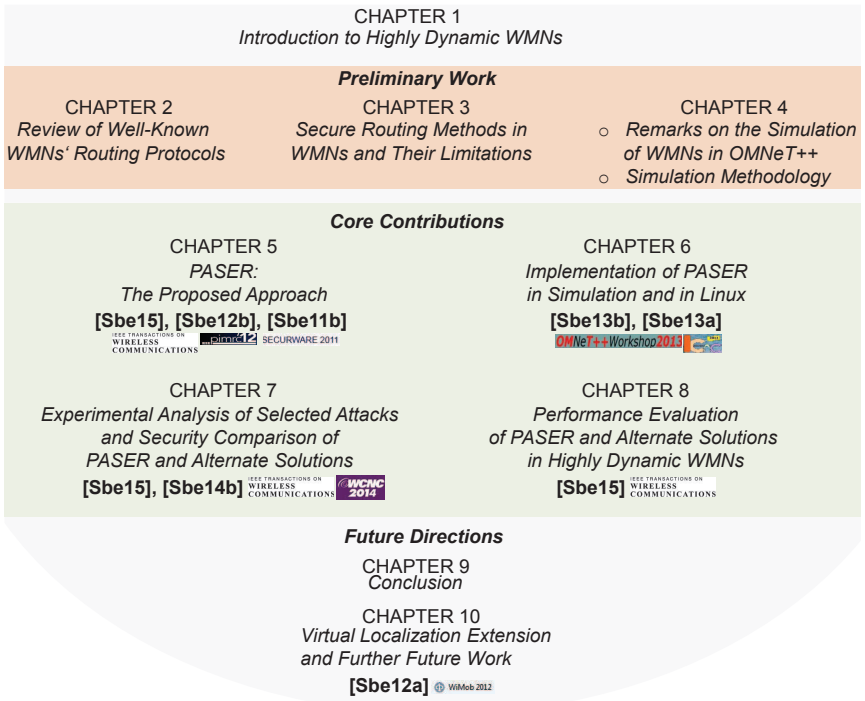 CHAPTER 1
Introduction to Highly Dynamic WMNs
Preliminary Work
CHAPTER 2
Review of Well-Known
WMNs‘ Routing Protocols
CHAPTER 3
Secure Routing Methods in
WMNs and Their Limitations
CHAPTER 4
o Remarks on the Simulation
of WMNs in OMNeT++
o Simulation Methodology
Core Contributions
CHAPTER 5
PASER:
The Proposed Approach
[Sbe15], [Sbe12b], [Sbe11b]
IEEE TRANSACTIONS ON
WIRELESS
COMMUNICATIONS
pimrc12
SECURWARE 2011
CHAPTER 6
Implementation of PASER
in Simulation and in Linux
[Sbe13b], [Sbe13a]
OMNeT++Workshop2013
CHAPTER 7
Experimental Analysis of Selected Attacks
and Security Comparison of
PASER and Alternate Solutions
[Sbe15], [Sbe14b]
IEEE TRANSACTIONS ON
WIRELESS
COMMUNICATIONS
WCNC
2014
CHAPTER 8
Performance Evaluation
of PASER and Alternate Solutions
in Highly Dynamic WMNs
[Sbe15]
IEEE TRANSACTIONS ON
WIRELESS
COMMUNICATIONS
Future Directions
CHAPTER 9
Conclusion
CHAPTER 10
Virtual Localization Extension
and Further Future Work
[Sbe12a]
WiMob 2012